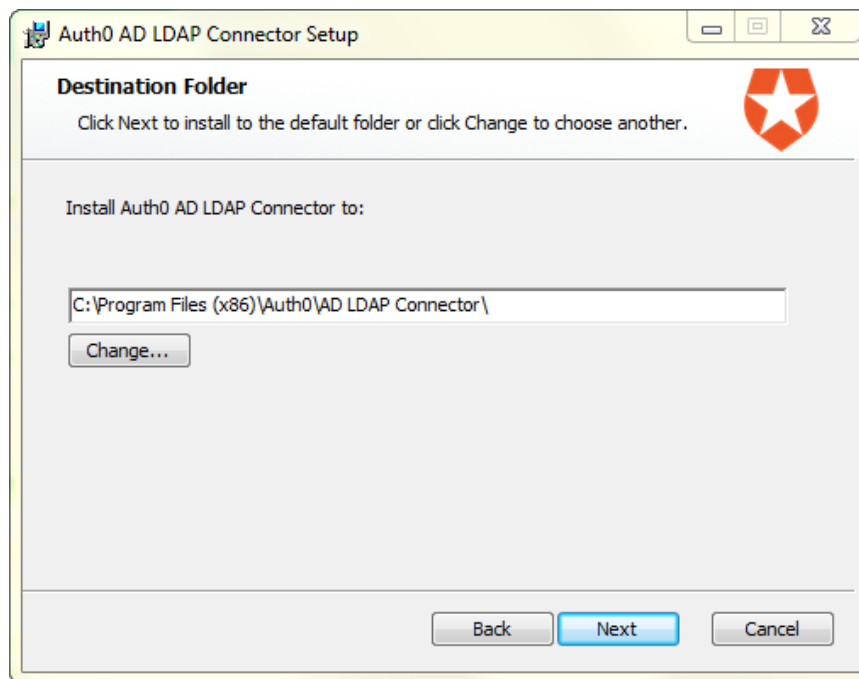 Auth0 AD LDAP Connector Setup
Destination Folder
Click Next to install to the default folder or click Change to choose another.
Install Auth0 AD LDAP Connector to:
C:\Program Files (x86)\Auth0\AD LDAP Connector\
Change...
Back Next Cancel